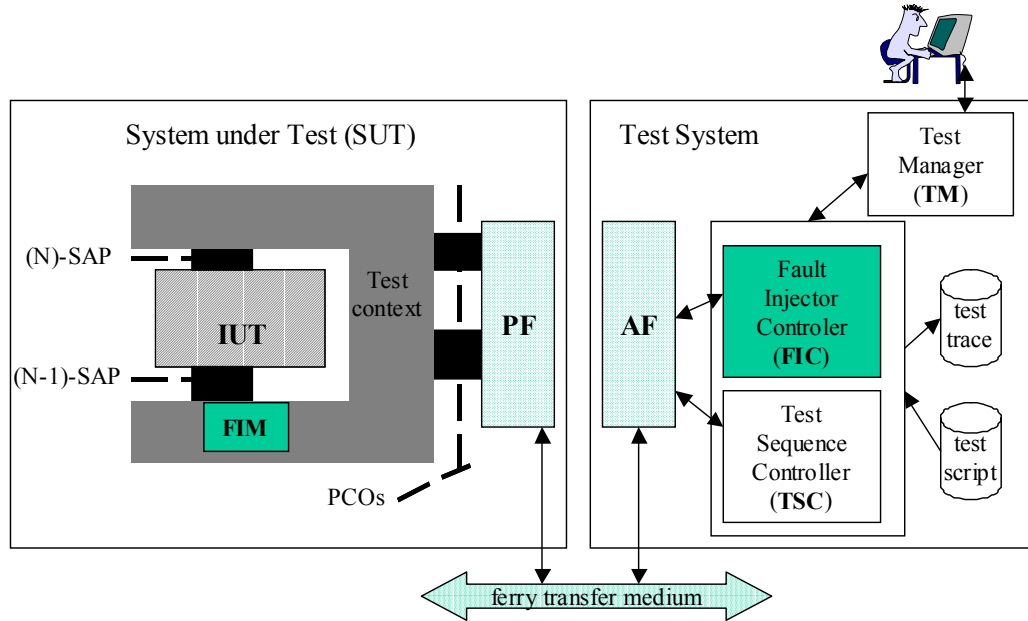 System under Test (SUT)
(N)-SAP
IUT
(N-1)-SAP
FIM
Test
context
PF
PCOs
Test System
Test
Manager
(TM)
AF
Fault
Injector
Controler
(FIC)
Test
Sequence
Controller
(TSC)
test
trace
test
script
ferry transfer medium